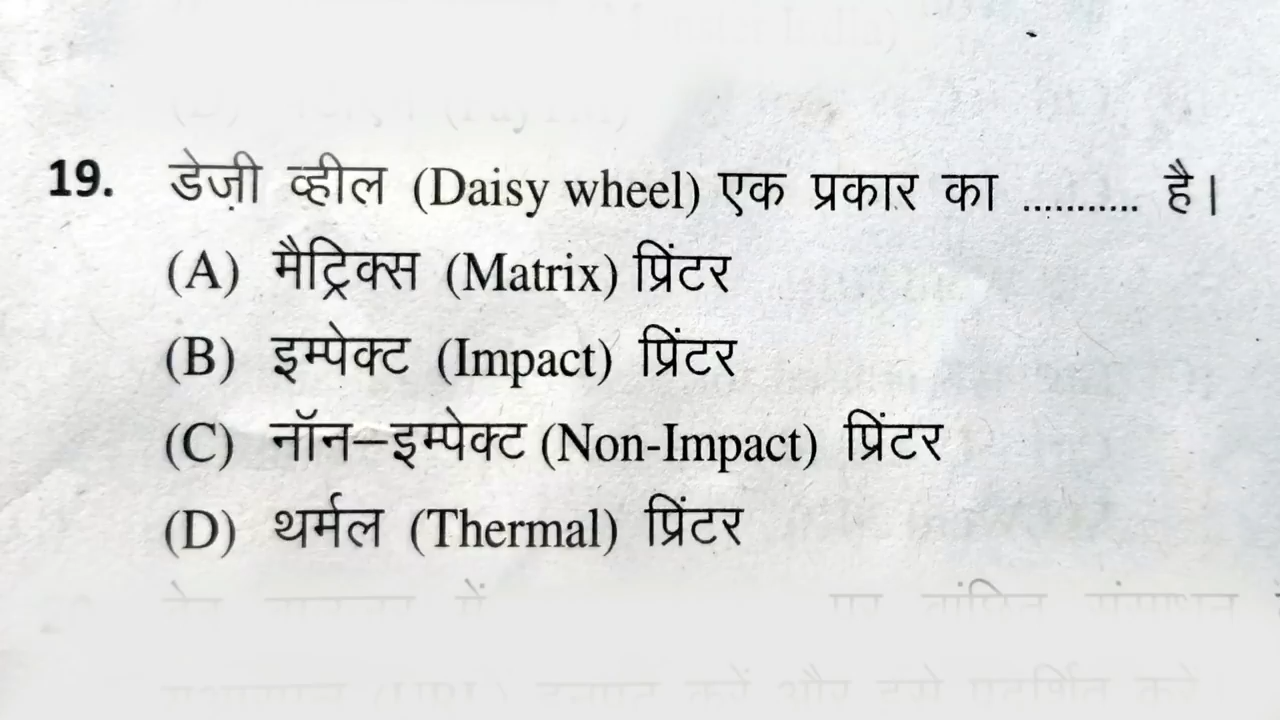 19. डेज़ी व्हील (Daisy wheel) एक प्रकार का ........... है।
(A) मैट्रिक्स (Matrix) प्रिंटर
(B) इम्पेक्ट (Impact) प्रिंटर
(C) नॉन–इम्पेक्ट (Non-Impact) प्रिंटर
(D) थर्मल (Thermal) प्रिंटर